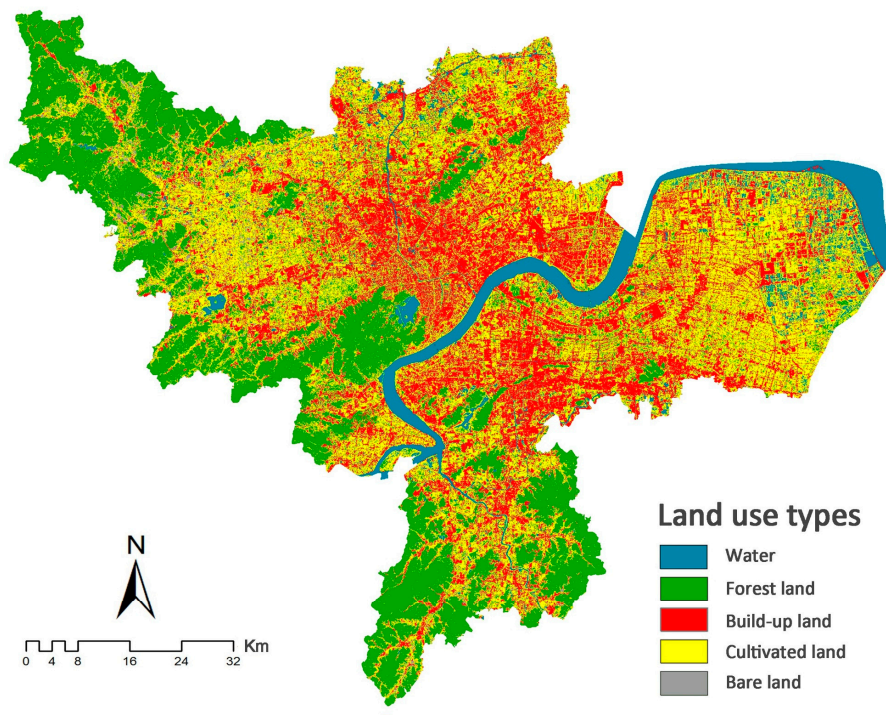 Land use types
Water
Forest land
Build-up land
Cultivated land
Bare land
N
Km
0 4 8 16 24 32